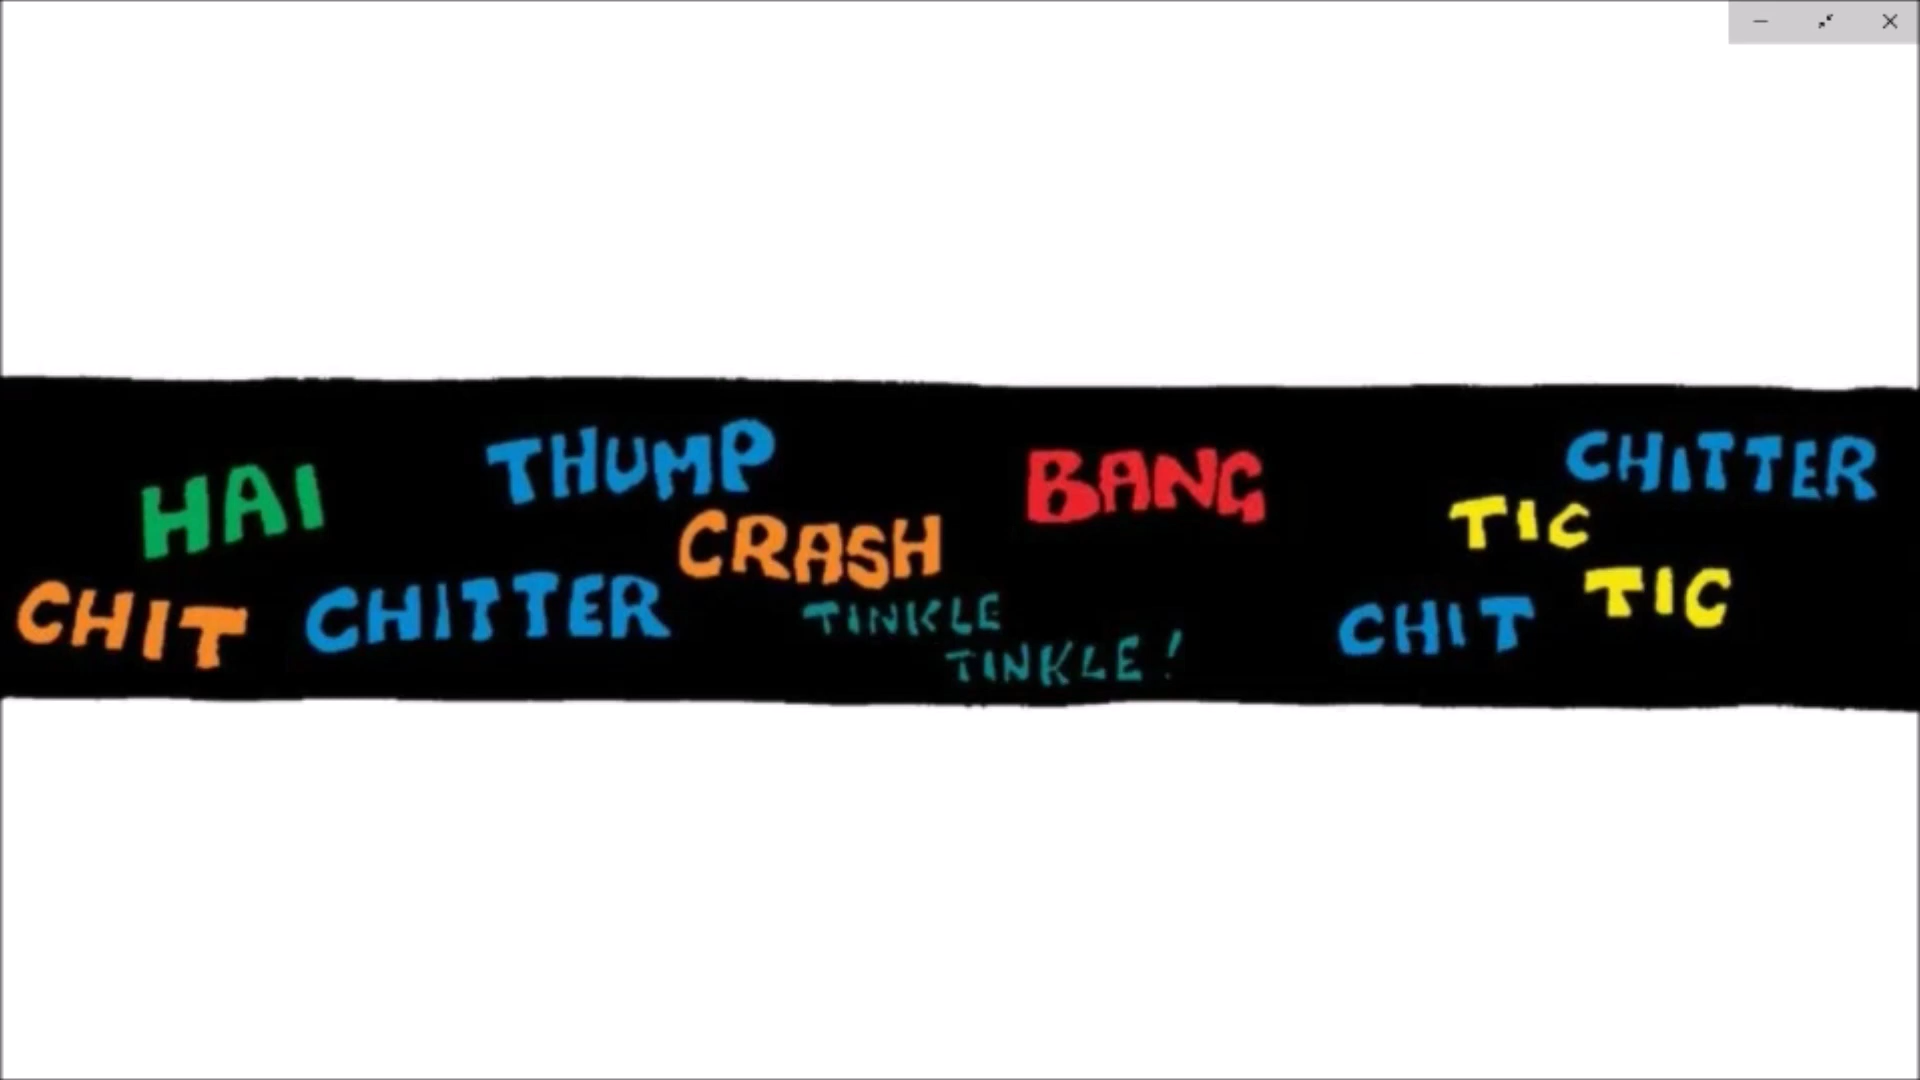 HAI
THUMP
BANG
CHITTER
TIC
CRASH
CHIT
CHITTER
TINKLE
TINKLE!
CHIT
TIC